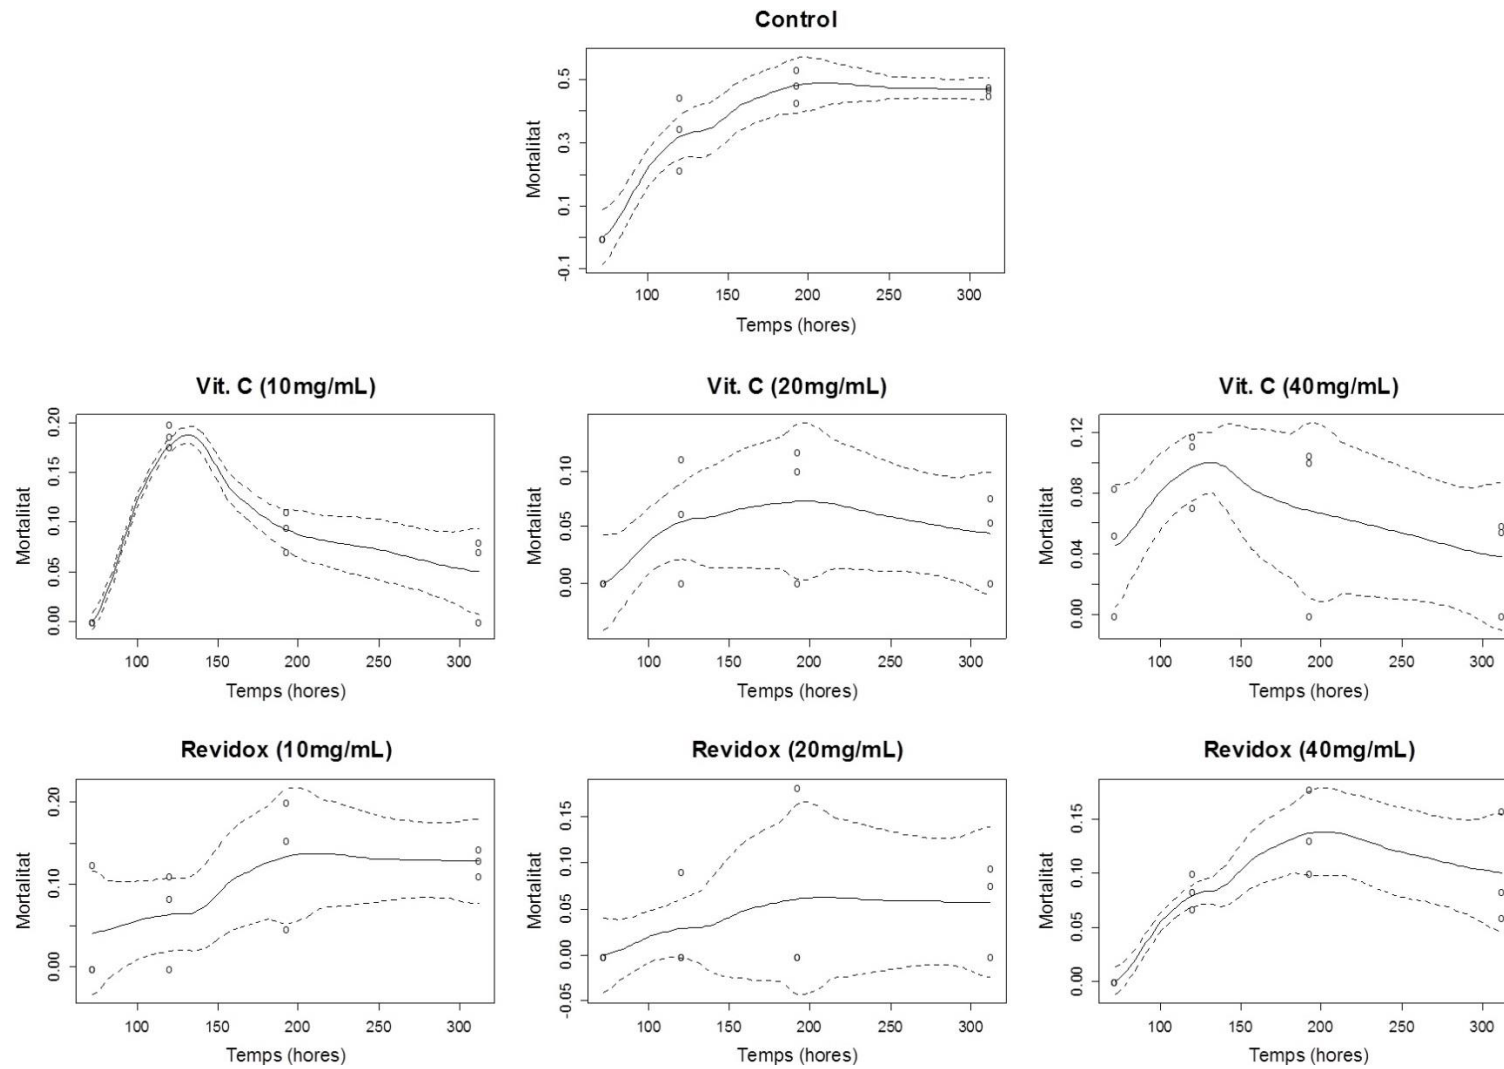 Control
Mortalitat
0.5
0.3
0.1
-0.1
100 150 200 250 300
Temps (hores)
Vit. C (10mg/mL)
Mortalitat
0.20
0.15
0.10
0.05
0.00
100 150 200 250 300
Temps (hores)
Vit. C (20mg/mL)
Mortalitat
0.10
0.05
0.00
100 150 200 250 300
Temps (hores)
Vit. C (40mg/mL)
Mortalitat
0.12
0.08
0.04
0.00
100 150 200 250 300
Temps (hores)
Revidox (10mg/mL)
Mortalitat
0.20
0.10
0.00
100 150 200 250 300
Temps (hores)
Revidox (20mg/mL)
Mortalitat
0.15
0.10
0.05
0.00
-0.05
100 150 200 250 300
Temps (hores)
Revidox (40mg/mL)
Mortalitat
0.15
0.10
0.05
0.00
100 150 200 250 300
Temps (hores)